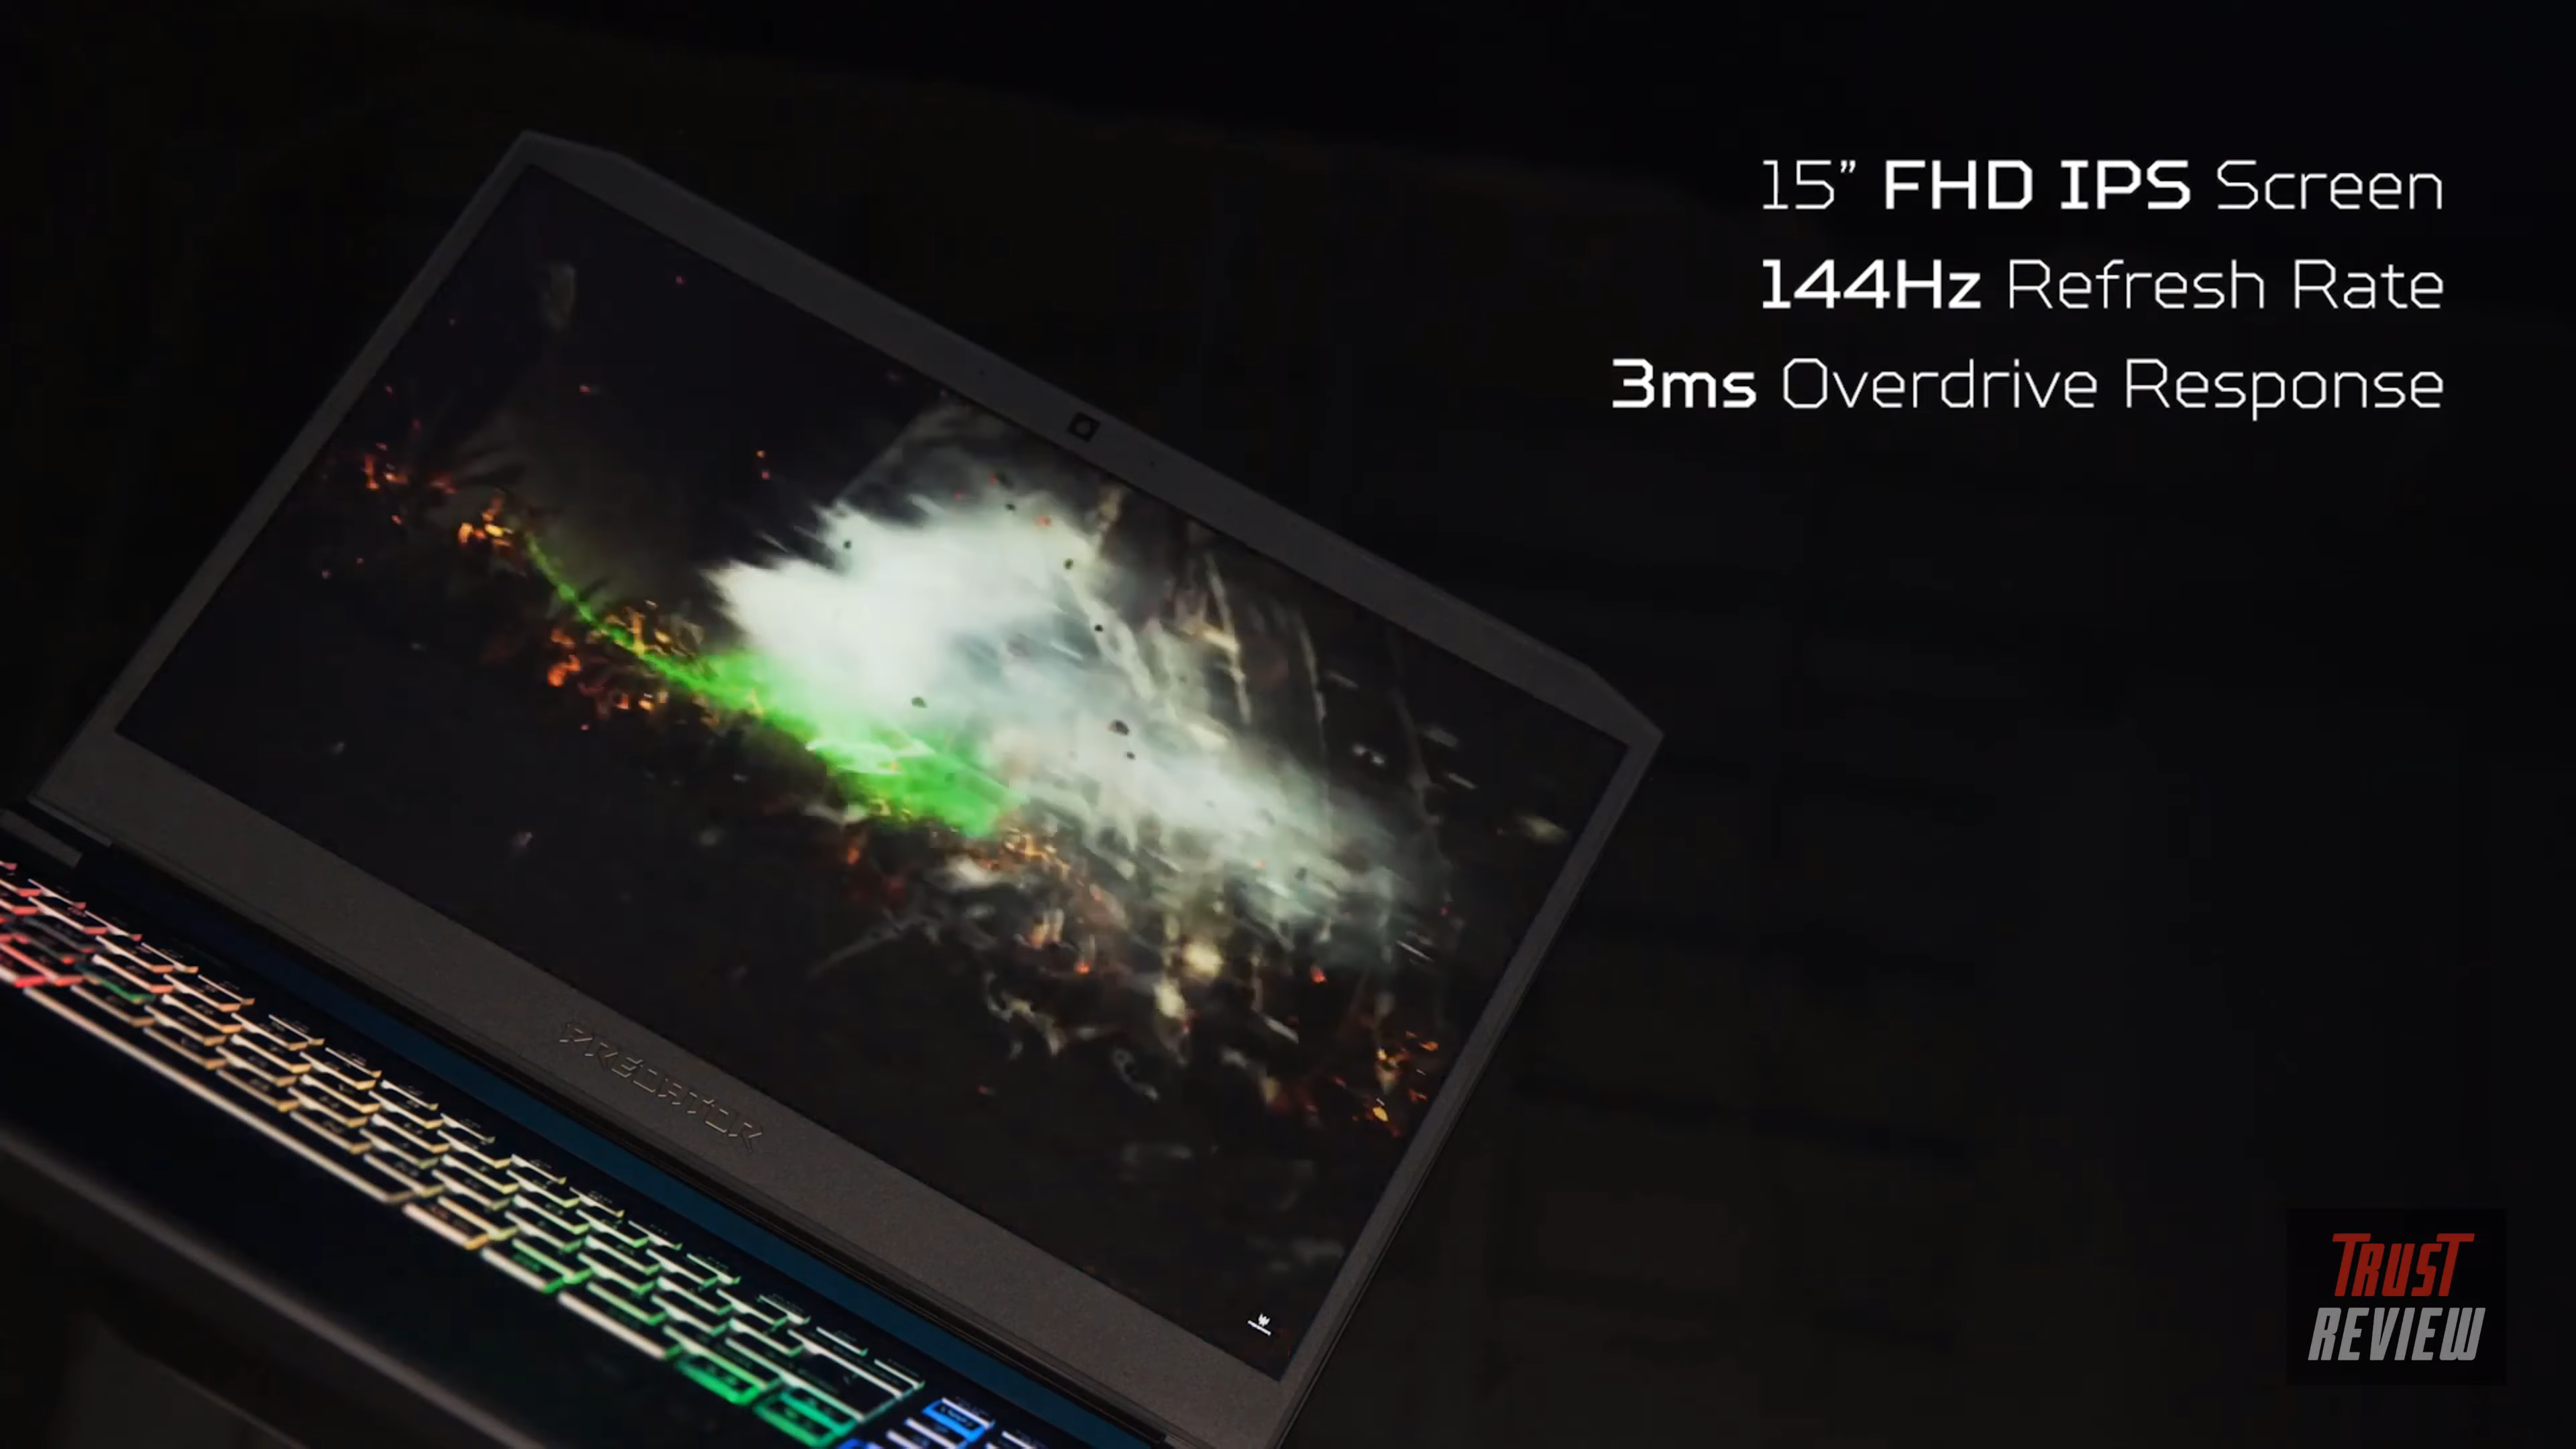 15” FHD IPS Screen
144Hz Refresh Rate
3ms Overdrive Response
PREDATOR
TRUST
REVIEW